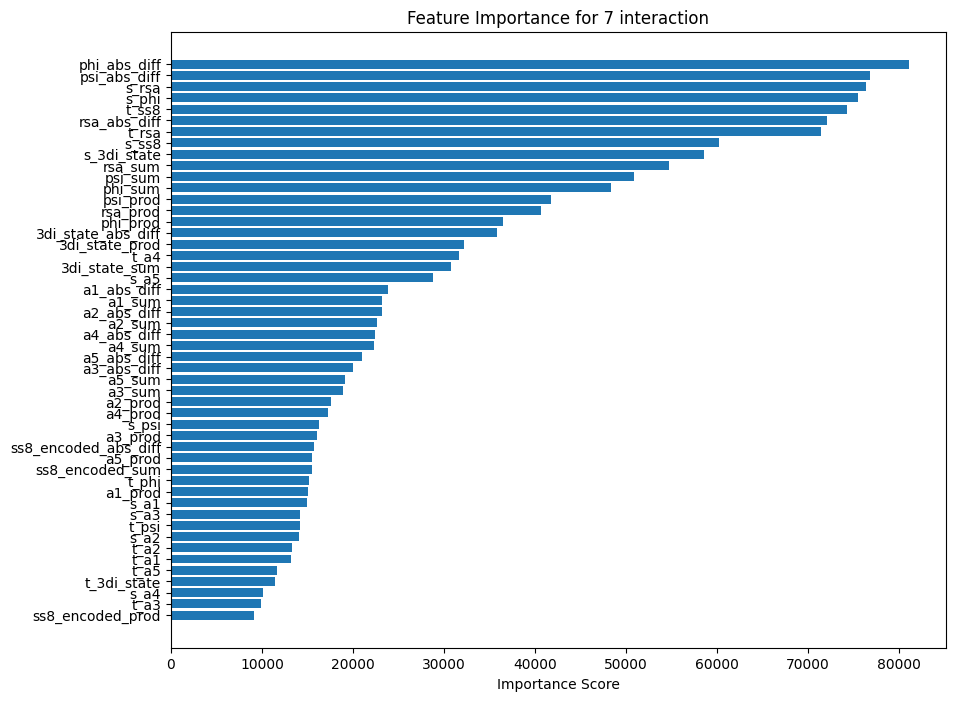 Feature Importance for 7 interaction
phi_abs_diff
psi_abs_diff
s_rsa
s_phi
t_ss8
rsa_abs_diff
t_rsa
s_ss8
s_3di_state
rsa_sum
psi_sum
phi_sum
psi_prod
rsa_prod
phi_prod
3di_state_abs_diff
3di_state_prod
t_a4
3di_state_sum
s_a5
a1_abs_diff
a1_sum
a2_abs_diff
a2_sum
a4_abs_diff
a4_sum
a5_abs_diff
a3_abs_diff
a5_sum
a3_sum
a2_prod
a4_prod
s_psi
a3_prod
ss8_encoded_abs_diff
a5_prod
ss8_encoded_sum
t_phi
a1_prod
s_a1
s_a3
t_psi
s_a2
t_a2
t_a1
t_a5
t_3di_state
s_a4
t_a3
ss8_encoded_prod
0 10000 20000 30000 40000 50000 60000 70000 80000
Importance Score